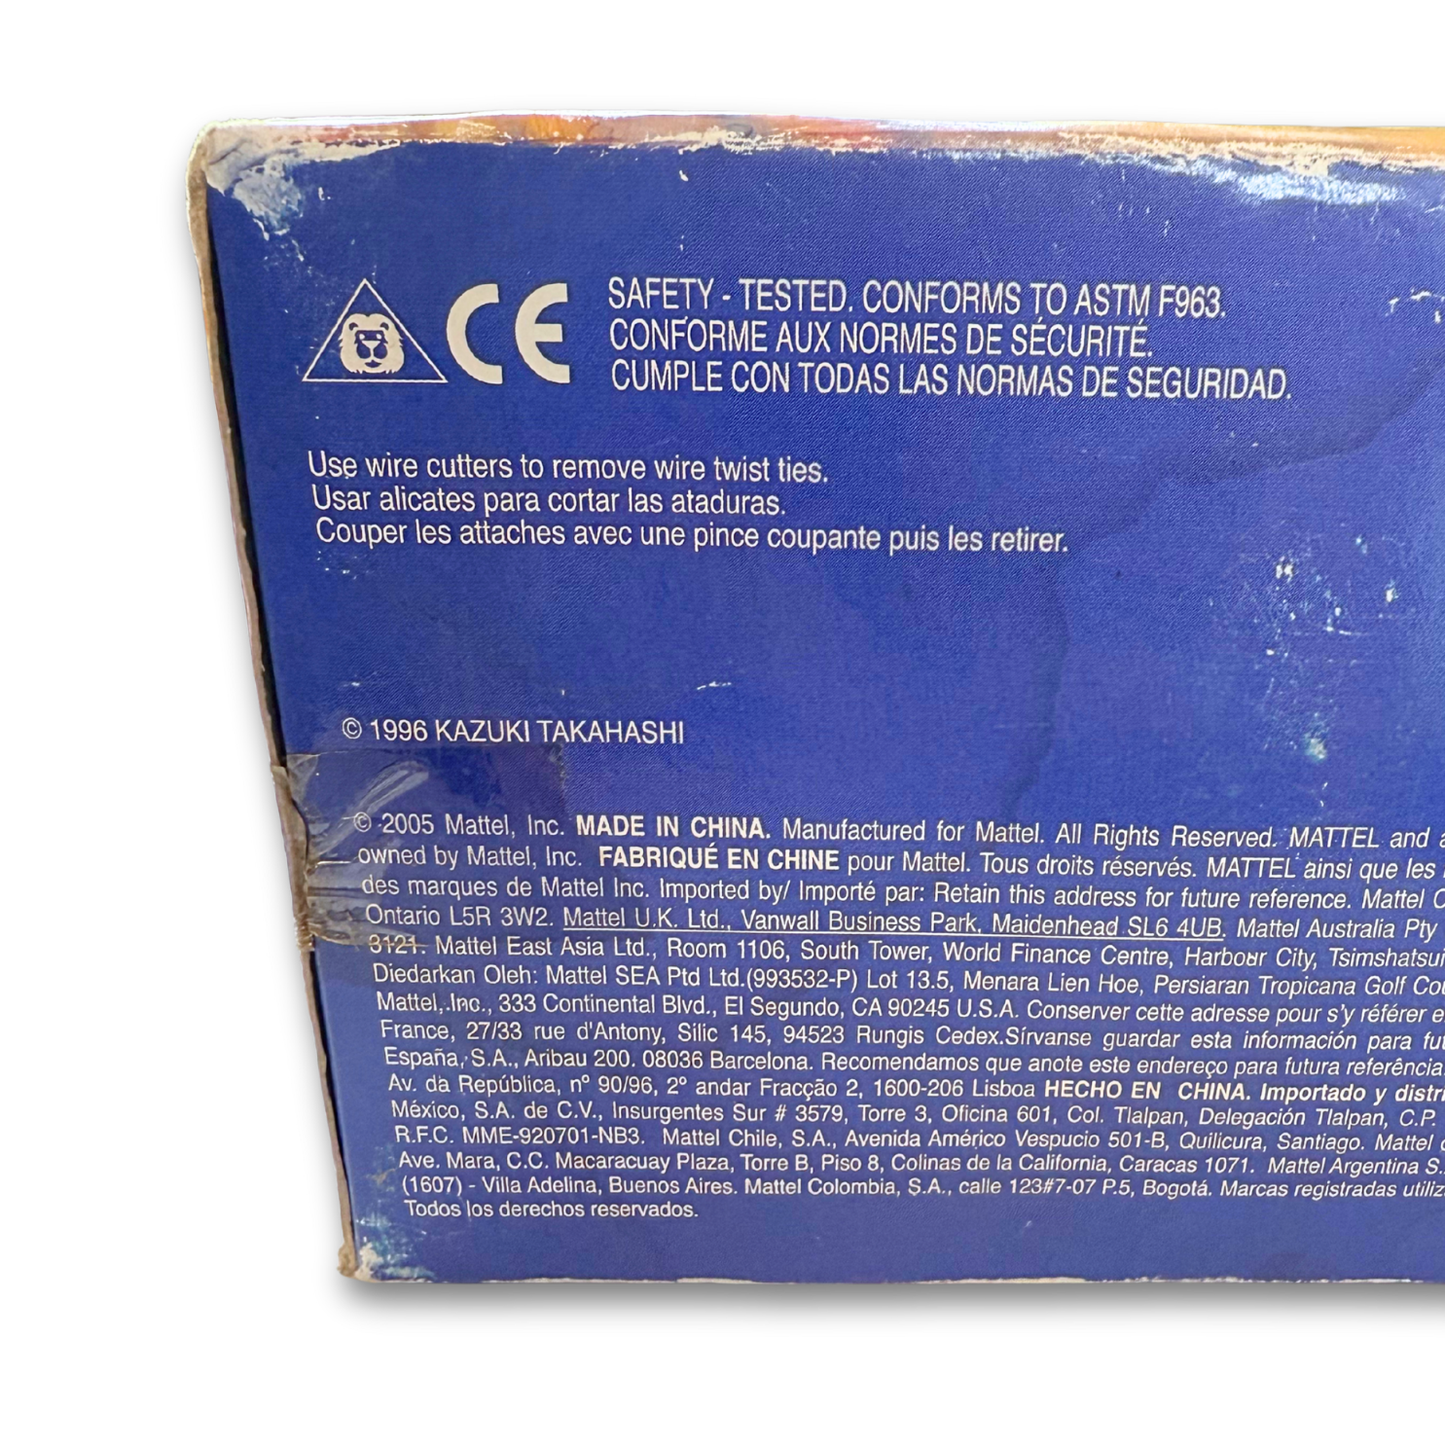 CE
SAFETY - TESTED. CONFORMS TO ASTM F963.
CONFORME AUX NORMES DE SÉCURITÉ.
CUMPLE CON TODAS LAS NORMAS DE SEGURIDAD.
Use wire cutters to remove wire twist ties.
Usar alicates para cortar las ataduras.
Couper les attaches avec une pince coupante puis les retirer.
© 1996 KAZUKI TAKAHASHI
© 2005 Mattel, Inc. MADE IN CHINA. Manufactured for Mattel. All Rights Reserved. MATTEL and
owned by Mattel, Inc. FABRIQUÉ EN CHINE pour Mattel. Tous droits réservés. MATTEL ainsi que les
des marques de Mattel Inc. Imported by/ Importé par: Retain this address for future reference. Mattel
Ontario L5R 3W2. Mattel U.K. Ltd., Vanwall Business Park, Maidenhead SL6 4UB. Mattel Australia Pty
3121. Mattel East Asia Ltd., Room 1106, South Tower, World Finance Centre, Harbour City, Tsimshatsui
Diedarkan Oleh: Mattel SEA Ptd Ltd.(993532-P) Lot 13.5, Menara Lien Hoe, Persiaran Tropicana Golf
Mattel, Inc., 333 Continental Blvd., El Segundo, CA 90245 U.S.A. Conserver cette adresse pour s'y référer
France, 27/33 rue d'Antony, Silic 145, 94523 Rungis Cedex.Sírvanse guardar esta información para
España, S.A., Aribau 200. 08036 Barcelona. Recomendamos que anote este endereço para futura referência.
Av. da República, nº 90/96, 2º andar Fracção 2, 1600-206 Lisboa HECHO EN CHINA. Importado y
México, S.A. de C.V., Insurgentes Sur # 3579, Torre 3, Oficina 601, Col. Tlalpan, Delegación Tlalpan, C.P.
R.F.C. MME-920701-NB3. Mattel Chile, S.A., Avenida Américo Vespucio 501-B, Quilicura, Santiago. Mattel
Ave. Mara, C.C. Macaracuay Plaza, Torre B, Piso 8, Colinas de la California, Caracas 1071. Mattel Argentina S.
(1607) - Villa Adelina, Buenos Aires. Mattel Colombia, S.A., calle 123#7-07 P.5, Bogotá. Marcas registradas
Todos los derechos reservados.